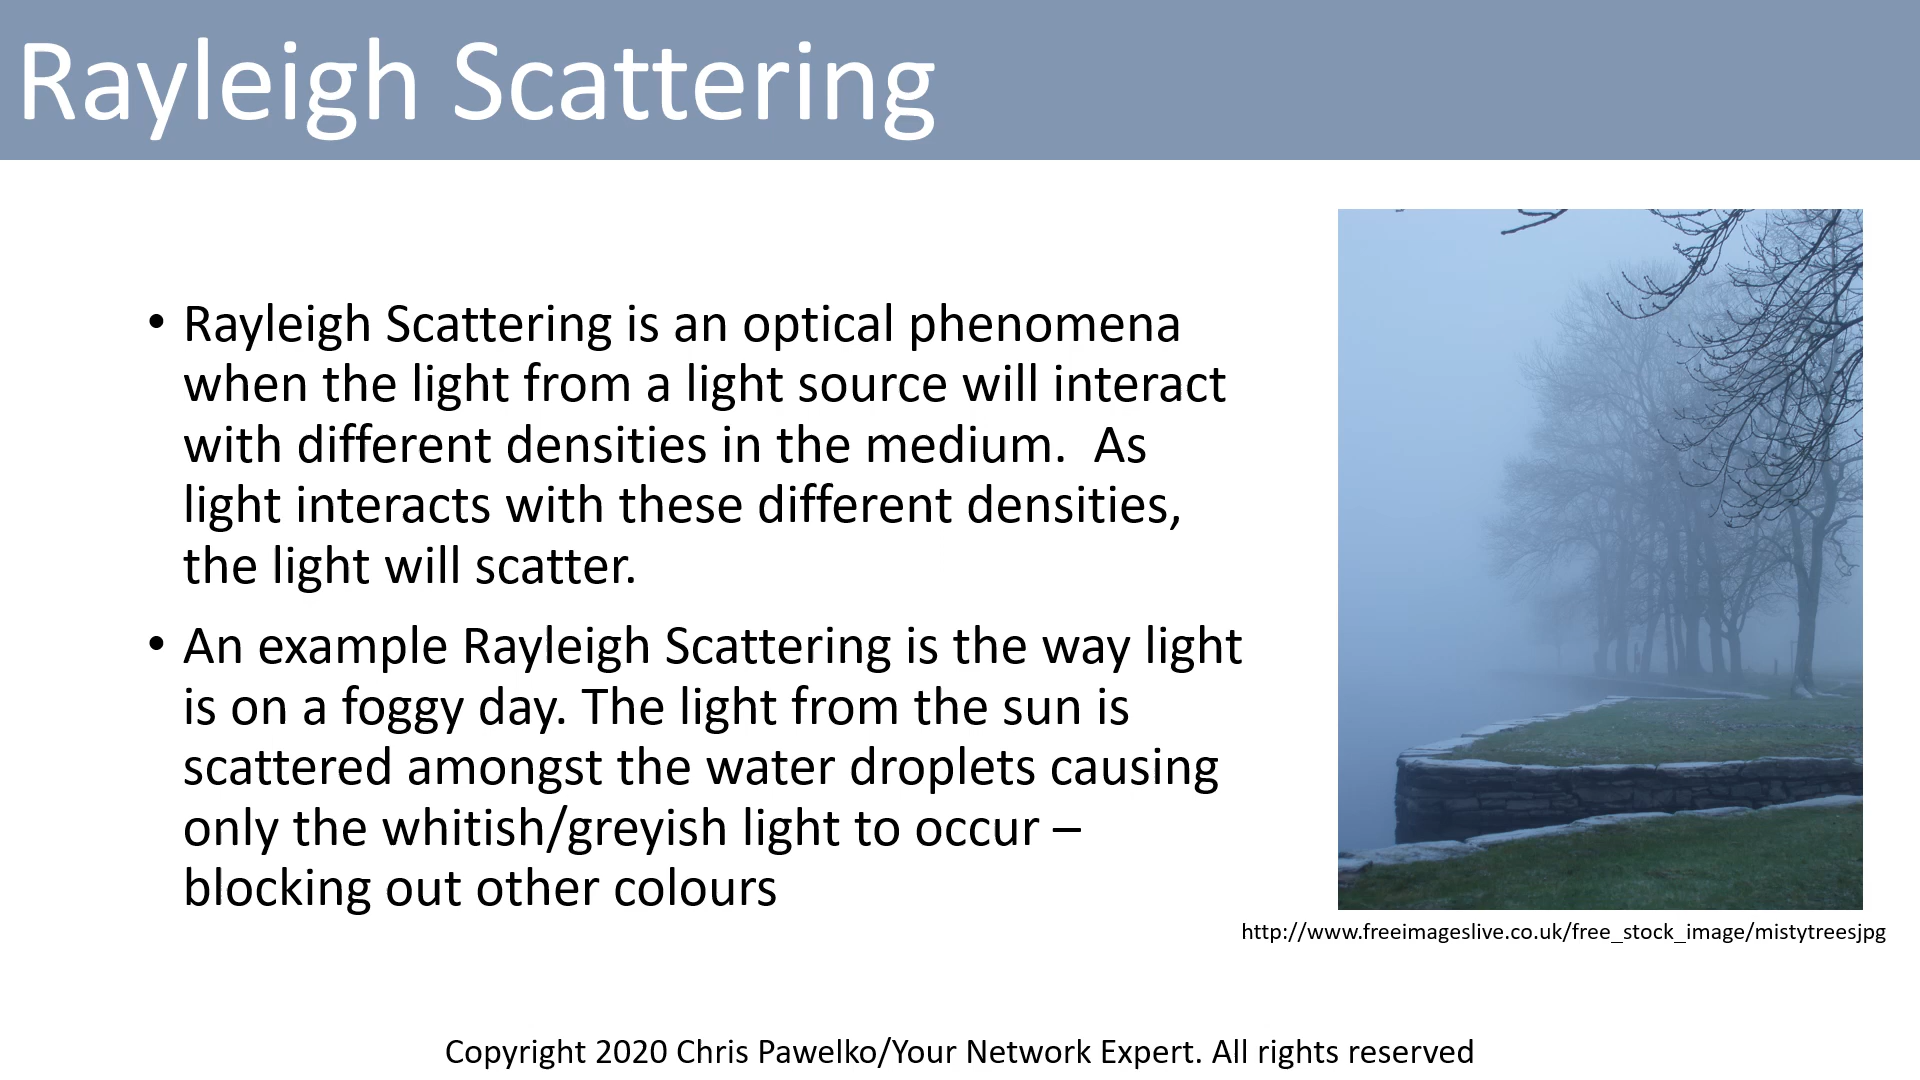 Rayleigh Scattering
• Rayleigh Scattering is an optical phenomena
when the light from a light source will interact
with different densities in the medium.  As
light interacts with these different densities,
the light will scatter.
• An example Rayleigh Scattering is the way light
is on a foggy day. The light from the sun is
scattered amongst the water droplets causing
only the whitish/greyish light to occur –
blocking out other colours
http://www.freeimageslive.co.uk/free_stock_image/mistytreesjpg
Copyright 2020 Chris Pawelko/Your Network Expert. All rights reserved